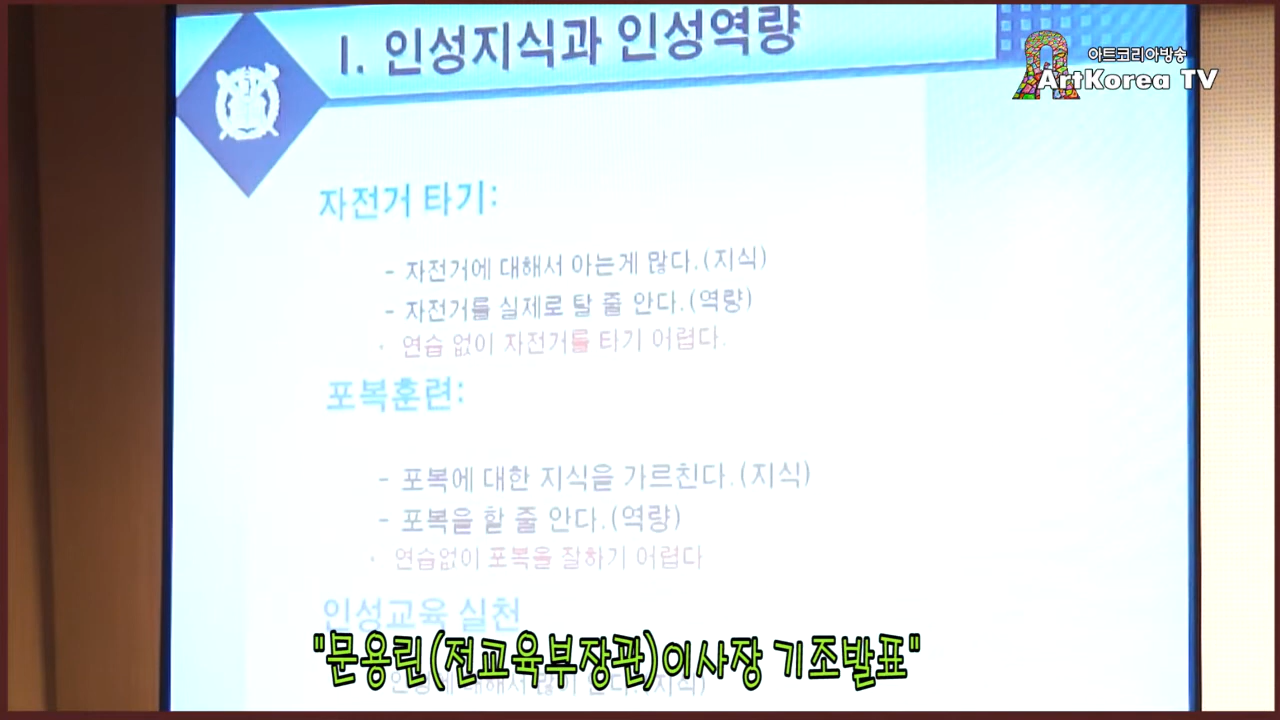 I. 인성지식과 인성역량
아트코리아방송
ArtKorea TV
자전거 타기:
- 자전거에 대해서 아는게 많다.(지식)
- 자전거를 실제로 탈 줄 안다.(역량)
· 연습 없이 자전거를 타기 어렵다.
포복훈련:
- 포복에 대한 지식을 가르친다.(지식)
- 포복을 할 줄 안다.(역량)
· 연습없이 포복을 잘하기 어렵다
인성교육 실천
"문용린(전교육부장관)이사장 기조발표"